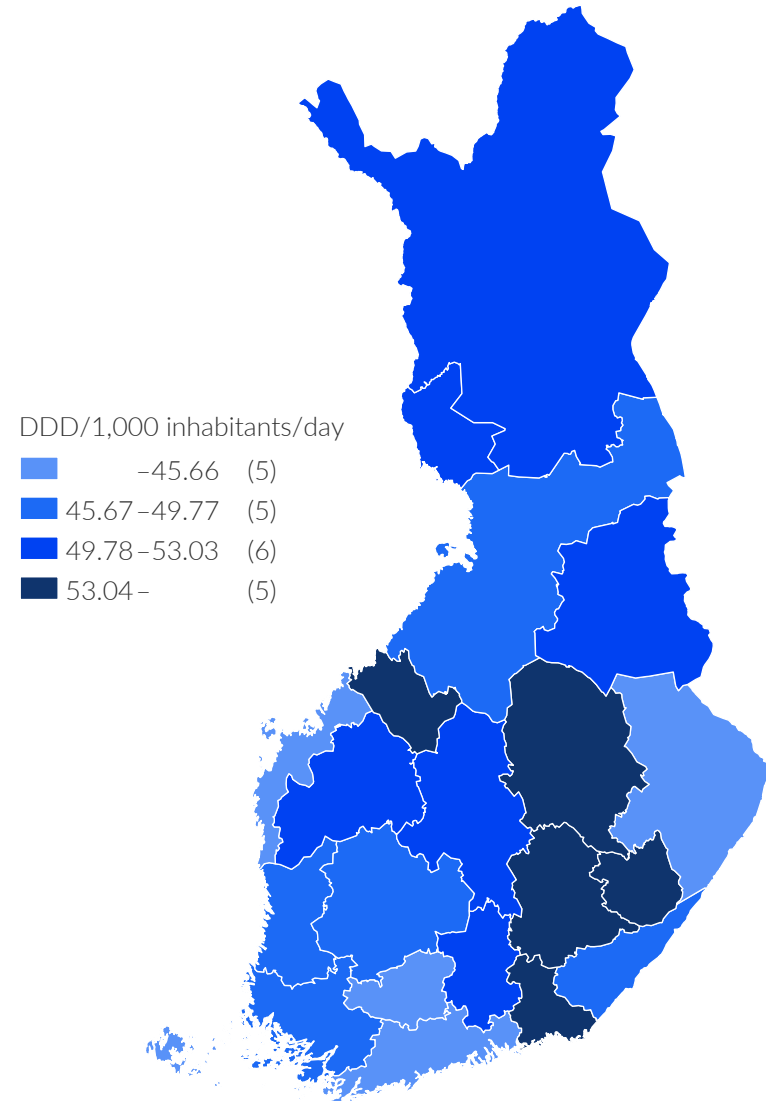 DDD/1,000 inhabitants/day
–45.66 (5)
45.67–49.77 (5)
49.78–53.03 (6)
53.04– (5)